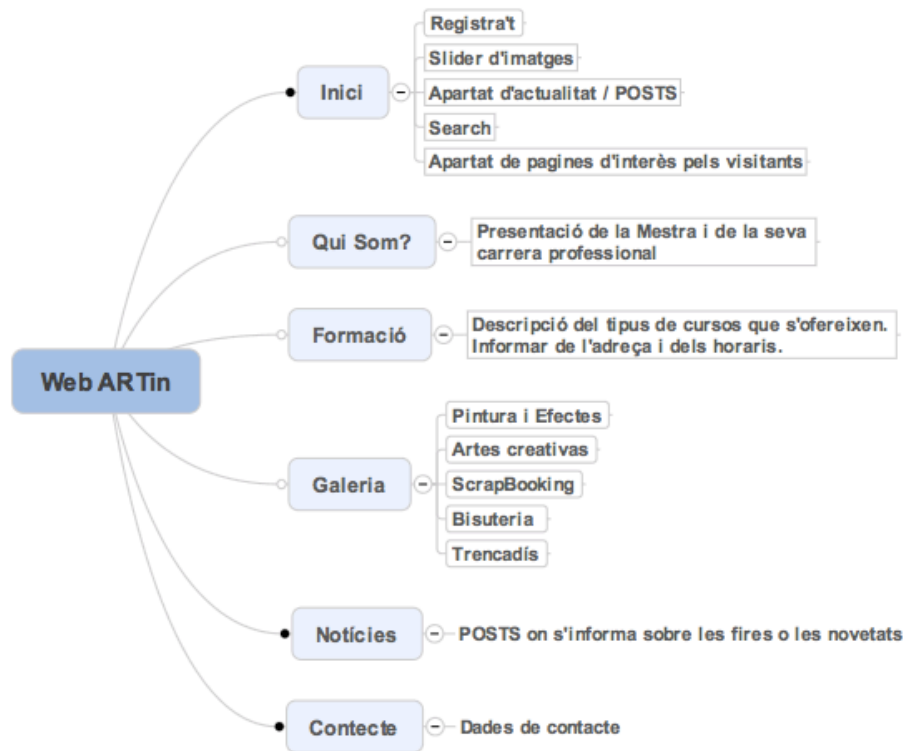 Web ARTin
Inici
Registra't
Slider d'imatges
Apartat d'actualitat / POSTS
Search
Apartat de pagines d'interès pels visitants
Qui Som?
Presentació de la Mestra i de la seva
carrera professional
Formació
Descripció del tipus de cursos que s'ofereixen.
Informar de l'adreça i dels horaris.
Galeria
Pintura i Efectes
Artes creativas
ScrapBooking
Bisuteria
Trencadís
Notícies
POSTS on s'informa sobre les fires o les novetats
Contecte
Dades de contacte